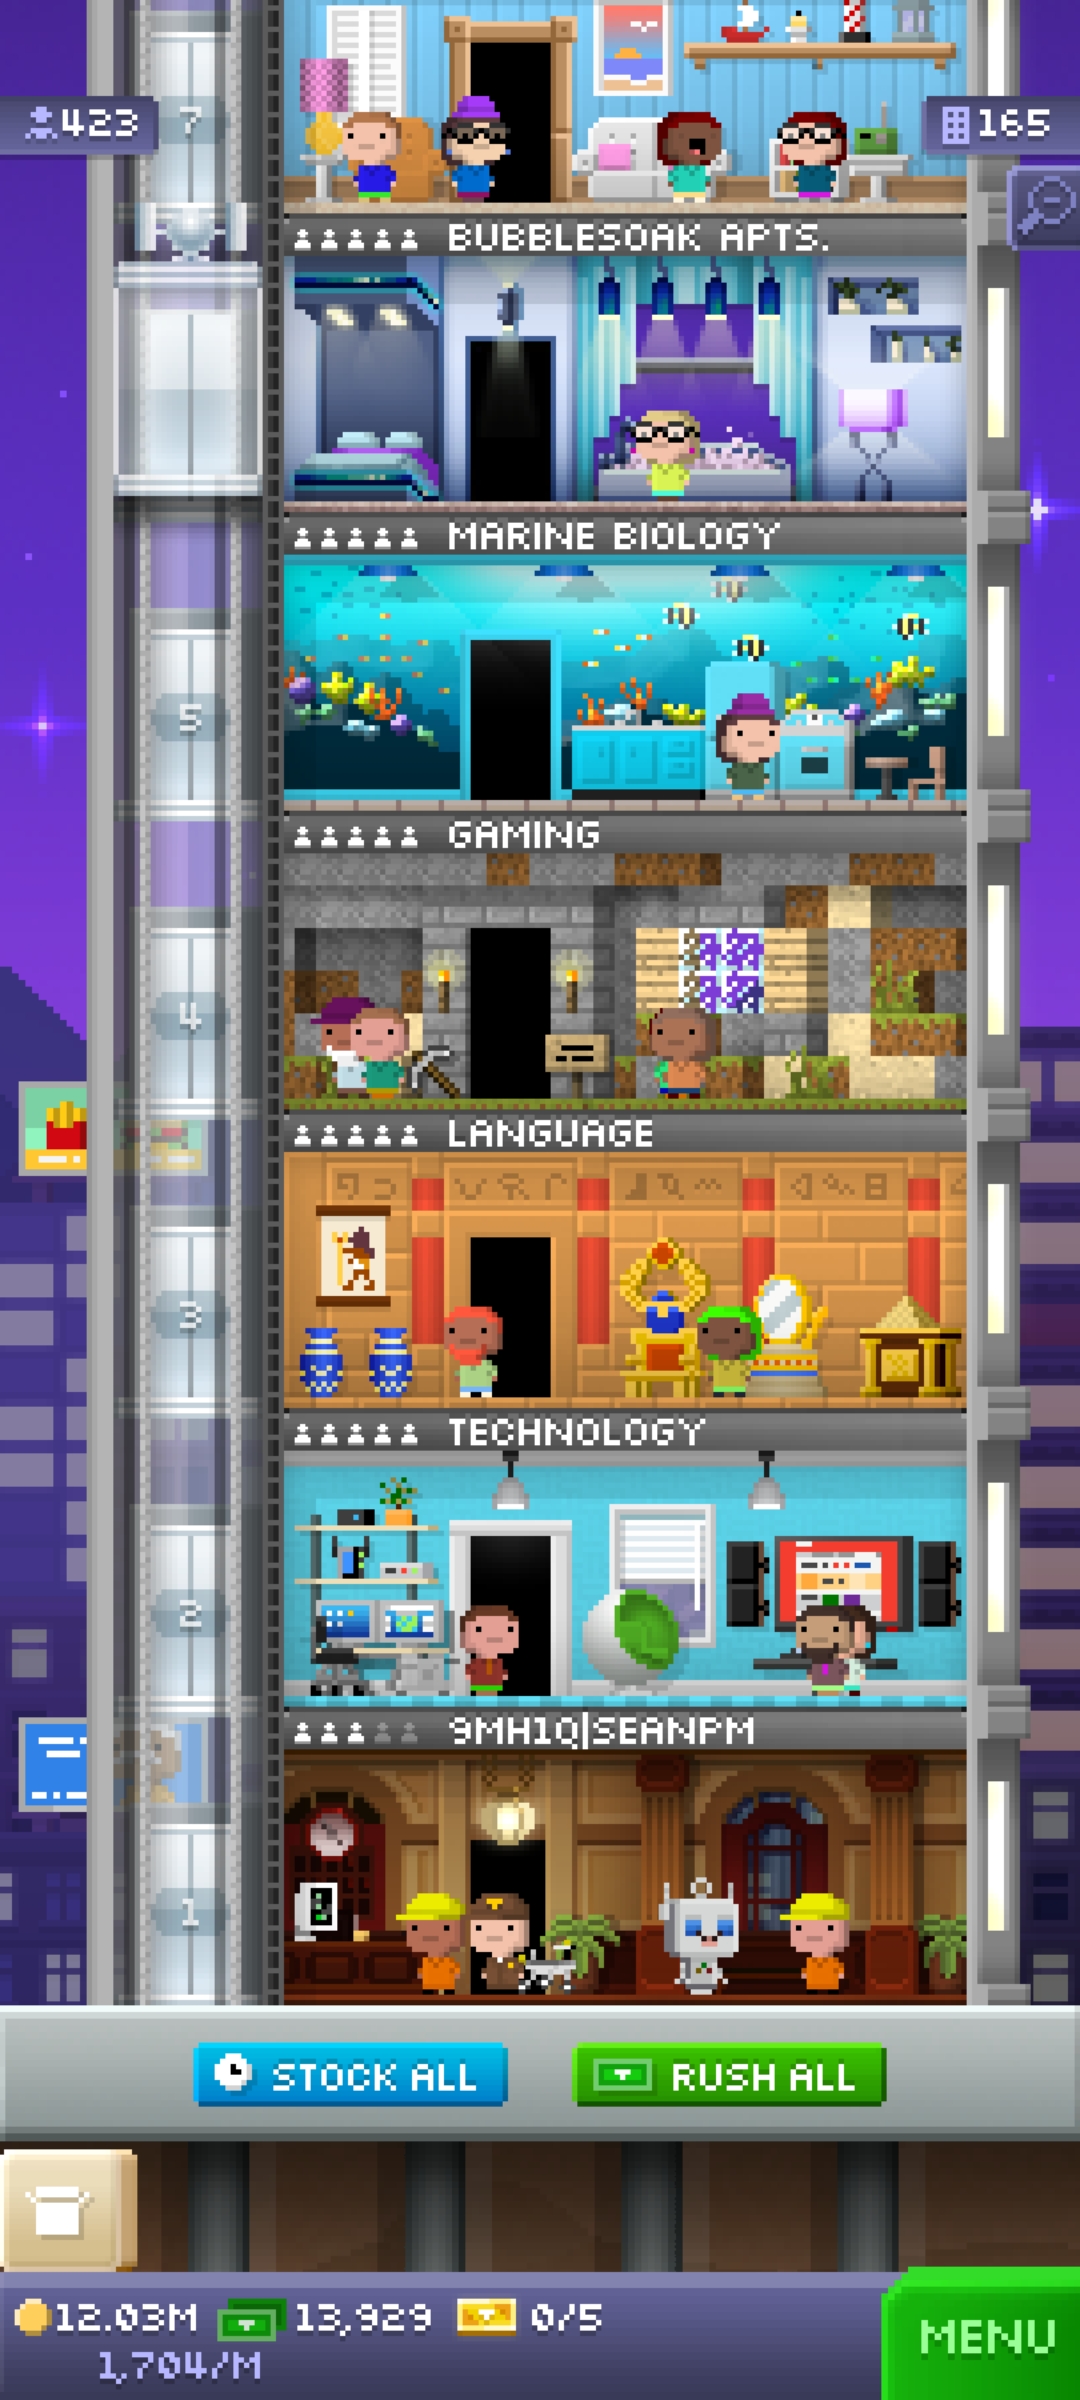 7
423
165
BUBBLESOAK APTS.
MARINE BIOLOGY
5
GAMING
4
LANGUAGE
3
TECHNOLOGY
2
9MH1Q|SEANPM
1
STOCK ALL
RUSH ALL
12.03M 13,929 0/5
1,704/M
MENU